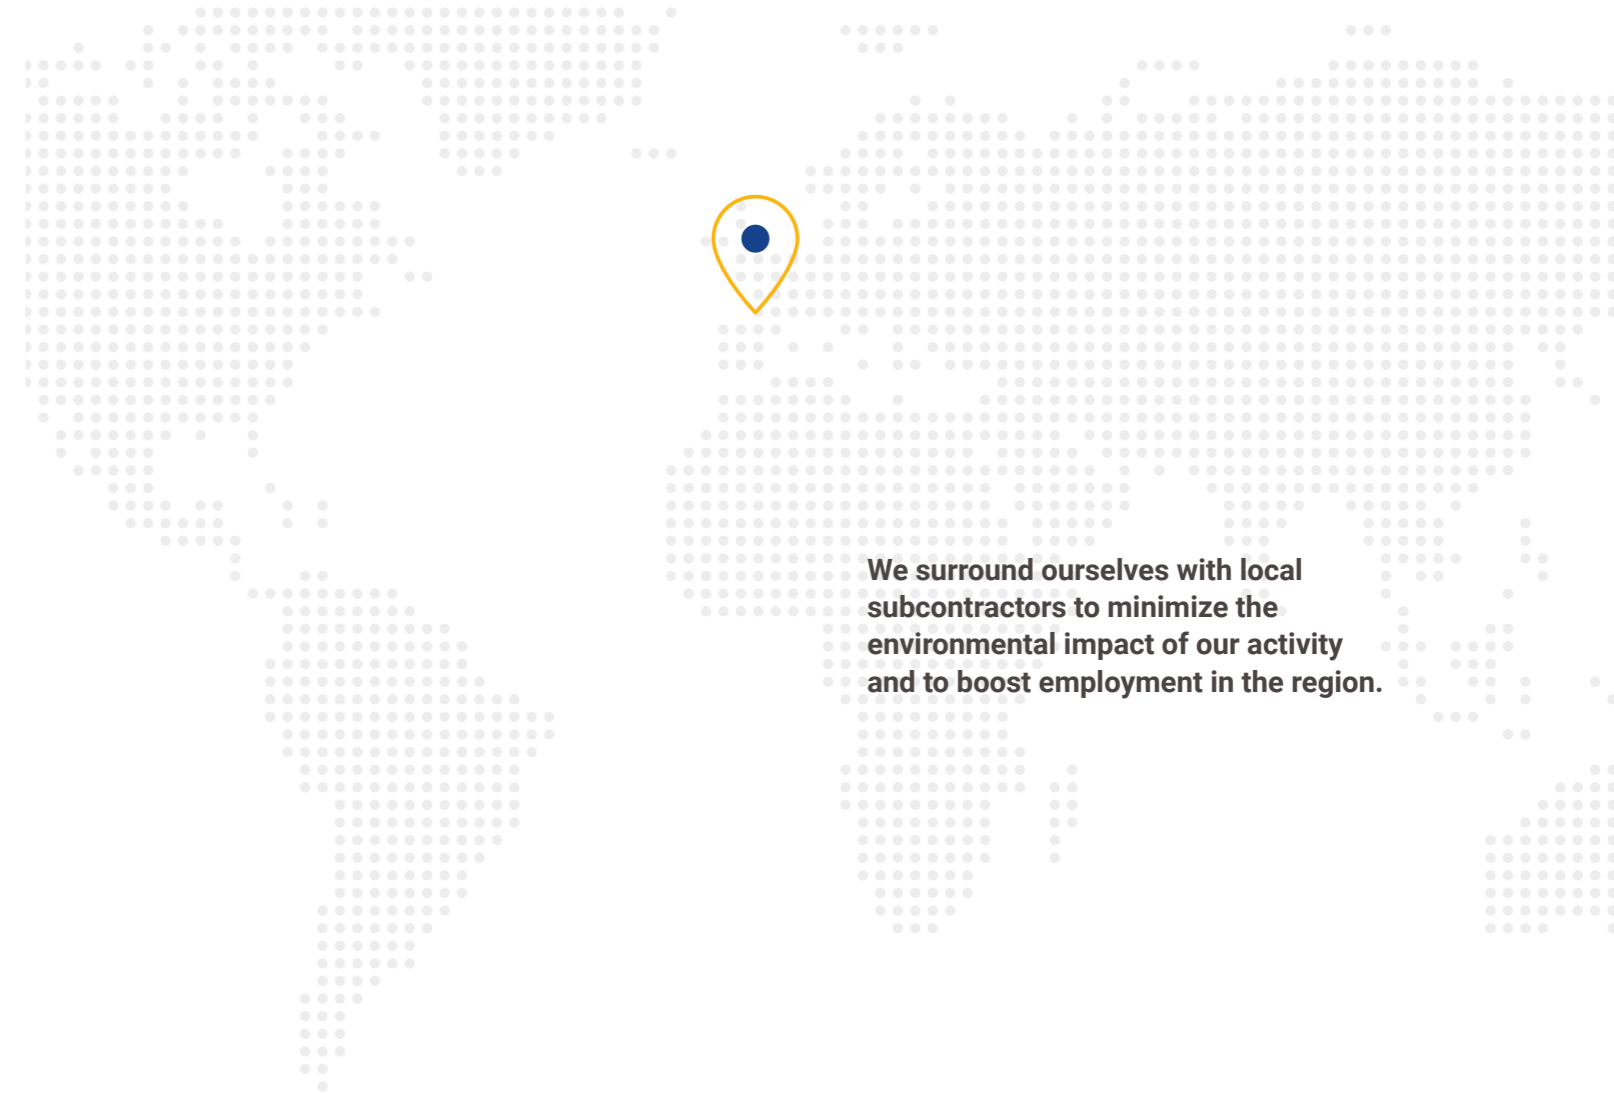 We surround ourselves with local
subcontractors to minimize the
environmental impact of our activity
and to boost employment in the region.